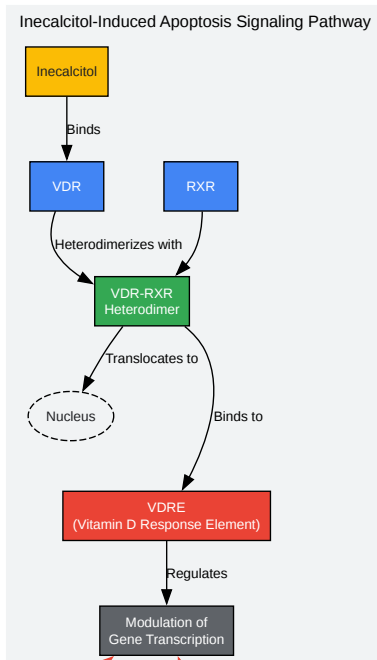 Inecalcitol-Induced Apoptosis Signaling Pathway
Inecalcitol
Binds
VDR
RXR
Heterodimerizes with
VDR-RXR
Heterodimer
Translocates to
Nucleus
Binds to
VDRE
(Vitamin D Response Element)
Regulates
Modulation of
Gene Transcription